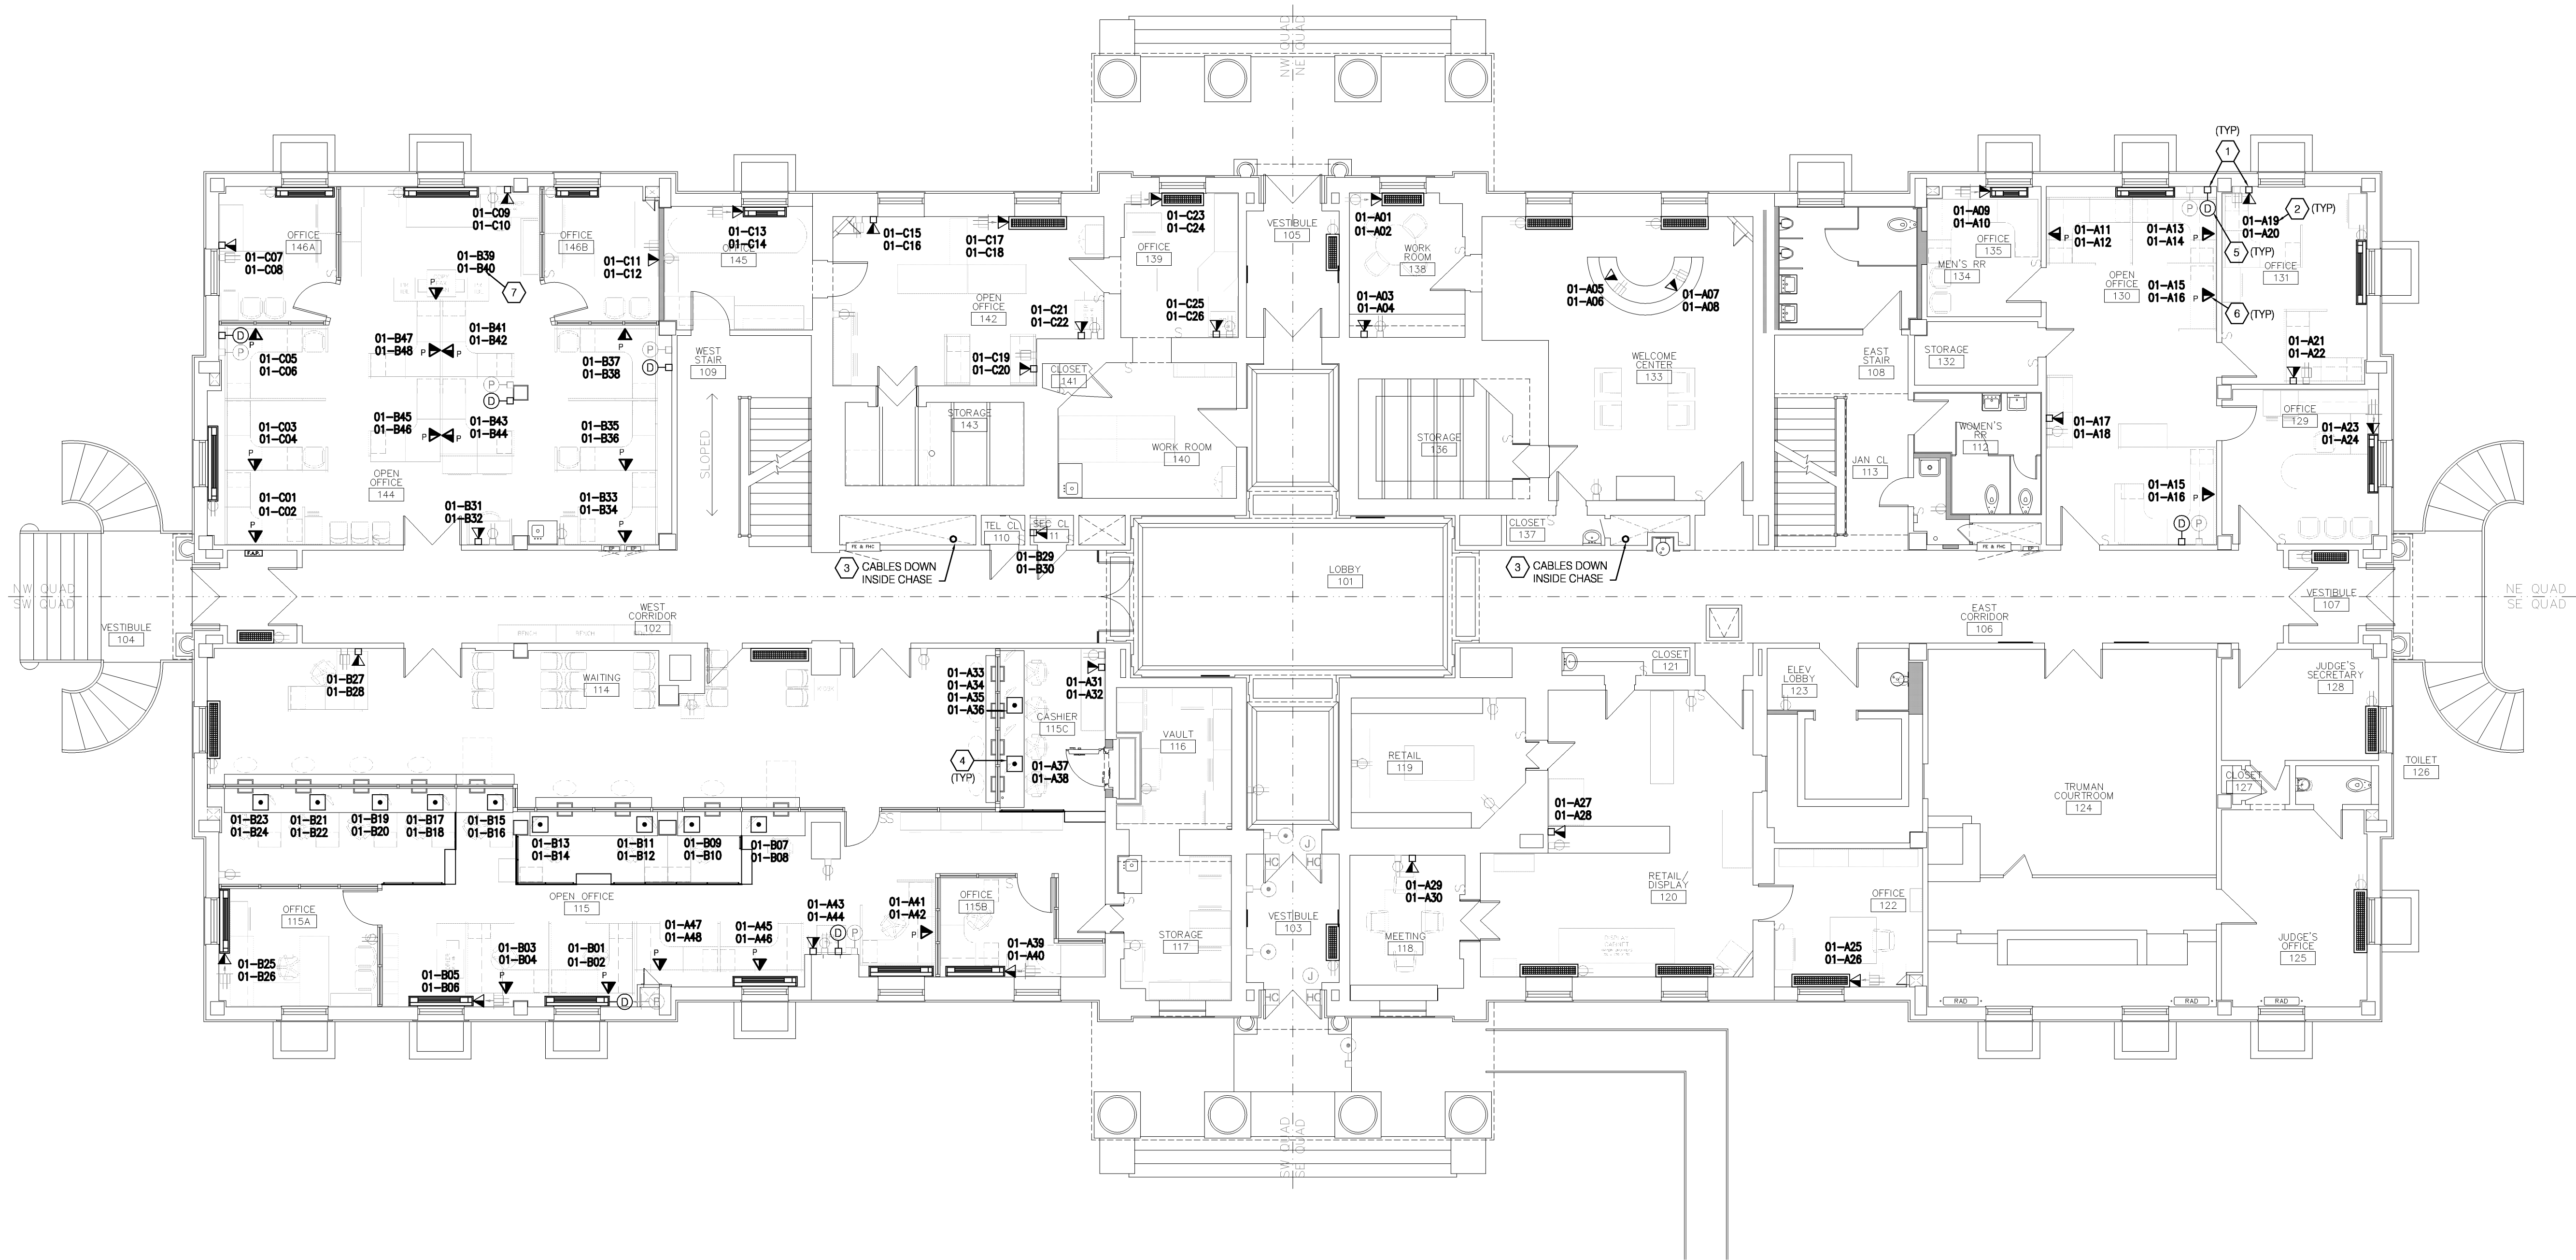 NW QUAD
NE QUAD
(TYP)
1
01-C09
01-C10
OFFICE
146A
OFFICE
146B
01-C07
01-C08
01-C11
01-C12
01-B39
01-B40
7
P
01-C13
01-C14
OFFICE
145
01-C15
01-C16
01-C17
01-C18
01-C23
01-C24
OFFICE
139
VESTIBULE
105
01-A01
01-A02
WORK
ROOM
138
01-A03
01-A04
01-A05
01-A06
01-A07
01-A08
01-A09
01-A10
OFFICE
135
MEN'S RR
134
01-A11
01-A12
P
01-A13
01-A14
P
P
D
01-A19
01-A20
2
(TYP)
5
(TYP)
OFFICE
131
OPEN
OFFICE
130
01-A15
01-A16
P
6
(TYP)
OPEN
OFFICE
142
01-C21
01-C22
01-C25
01-C26
D
P
P
01-C05
01-C06
01-B47
01-B48
P
P
01-B41
01-B42
P
01-B37
01-B38
P
D
WEST
STAIR
109
01-C19
01-C20
CLOSET
141
WELCOME
CENTER
133
EAST
STAIR
108
STORAGE
132
01-A21
01-A22
P
D
01-C03
01-C04
P
01-B45
01-B46
P
P
01-B43
01-B44
01-B35
01-B36
P
SLOPED
STORAGE
143
WORK ROOM
140
STORAGE
136
WOMEN'S
RR
112
01-A17
01-A18
OFFICE
129
01-A23
01-A24
JAN CL
113
OPEN
OFFICE
144
01-C01
01-C02
P
01-B31
01-B32
01-B33
01-B34
P
01-A15
01-A16
P
D
P
TEL CL
110
SEC CL
11
01-B29
01-B30
CLOSET
137
FE & FHC
3
CABLES DOWN
INSIDE CHASE
3
CABLES DOWN
INSIDE CHASE
FE & FHC
LOBBY
101
NW QUAD
SW QUAD
VESTIBULE
104
WEST
CORRIDOR
102
BENCH
BENCH
EAST
CORRIDOR
106
VESTIBULE
107
NE QUAD
SE QUAD
01-B27
01-B28
WAITING
114
01-A33
01-A34
01-A35
01-A36
CASHIER
115C
01-A31
01-A32
4
(TYP)
01-A37
01-A38
VAULT
116
RETAIL
119
CLOSET
121
ELEV
LOBBY
123
JUDGE'S
SECRETARY
128
TRUMAN
COURTROOM
124
CLOSET
127
TOILET
126
01-B23
01-B24
01-B21
01-B22
01-B19
01-B20
01-B17
01-B18
01-B15
01-B16
01-B13
01-B14
01-B11
01-B12
01-B09
01-B10
01-B07
01-B08
01-A27
01-A28
J
HC
HC
OPEN OFFICE
115
OFFICE
115A
OFFICE
115B
01-A29
01-A30
RETAIL/
DISPLAY
120
OFFICE
122
01-A43
01-A44
01-A41
01-A42
P
D
P
01-A47
01-A48
P
01-A45
01-A46
P
STORAGE
117
VESTIBULE
103
MEETING
118
JUDGE'S
OFFICE
125
01-B25
01-B26
01-B05
01-B06
01-B03
01-B04
P
01-B01
01-B02
P
D
P
01-A39
01-A40
01-A25
01-A26
J
HC
HC
RAD
RAD
RAD
SW QUAD
SE QUAD